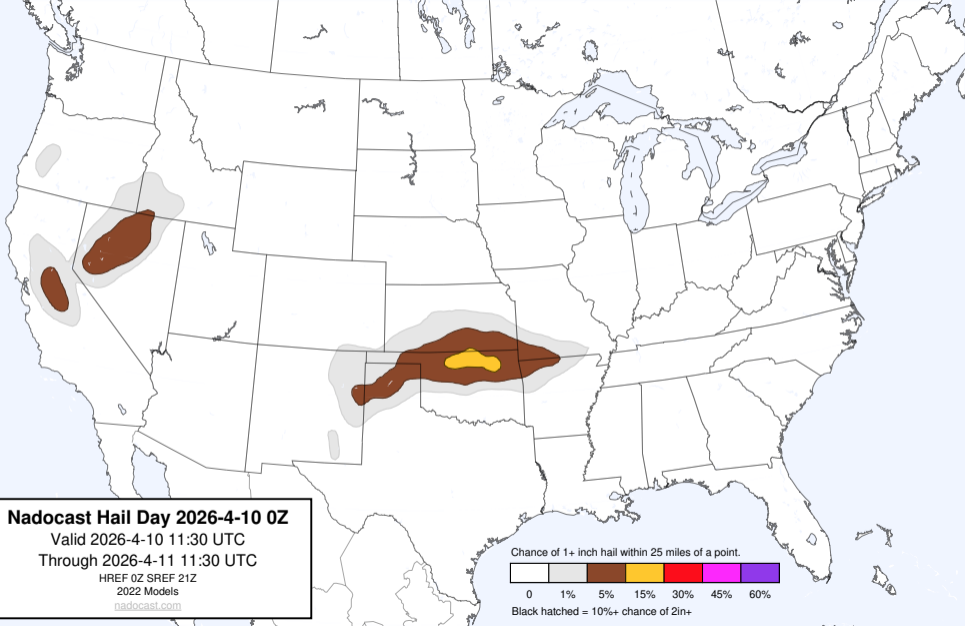 Nadocast Hail Day 2026-4-10 0Z
Valid 2026-4-10 11:30 UTC
Through 2026-4-11 11:30 UTC
HREF 0Z SREF 21Z
2022 Models
nadocast.com
Chance of 1+ inch hail within 25 miles of a point.
0 1% 5% 15% 30% 45% 60%
Black hatched = 10%+ chance of 2in+